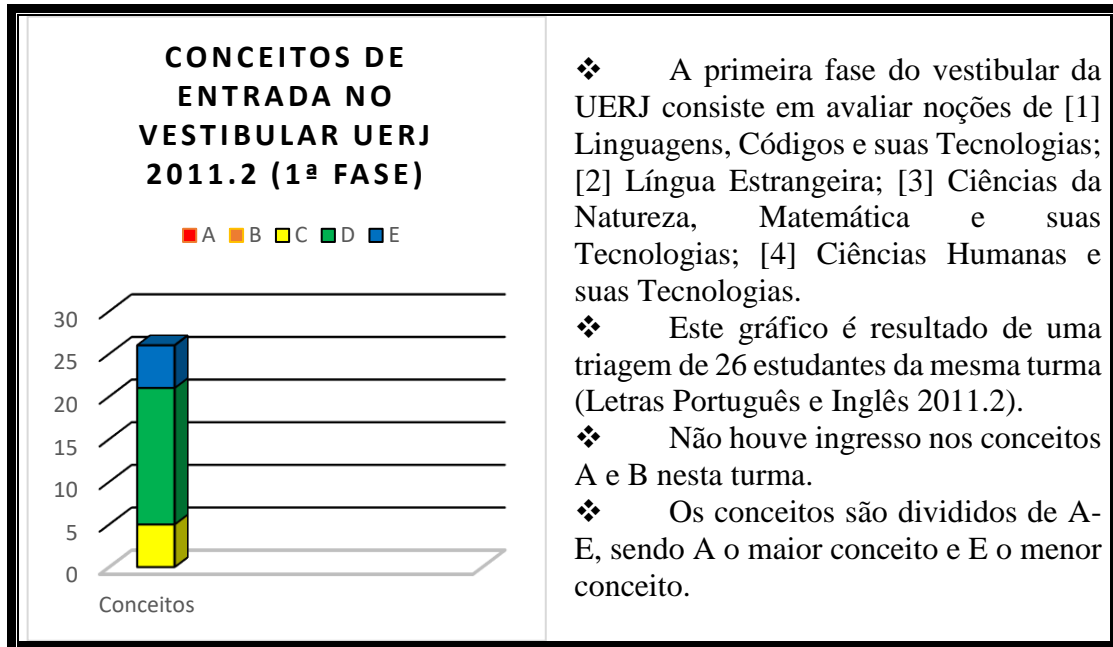 CONCEITOS DE
ENTRADA NO
VESTIBULAR UERJ
2011.2 (1ª FASE)
A B C D E
30
25
20
15
10
5
0
Conceitos
❖ A primeira fase do vestibular da
UERJ consiste em avaliar noções de [1]
Linguagens, Códigos e suas Tecnologias;
[2] Língua Estrangeira; [3] Ciências da
Natureza, Matemática e suas
Tecnologias; [4] Ciências Humanas e
suas Tecnologias.
❖ Este gráfico é resultado de uma
triagem de 26 estudantes da mesma turma
(Letras Português e Inglês 2011.2).
❖ Não houve ingresso nos conceitos
A e B nesta turma.
❖ Os conceitos são divididos de A-
E, sendo A o maior conceito e E o menor
conceito.